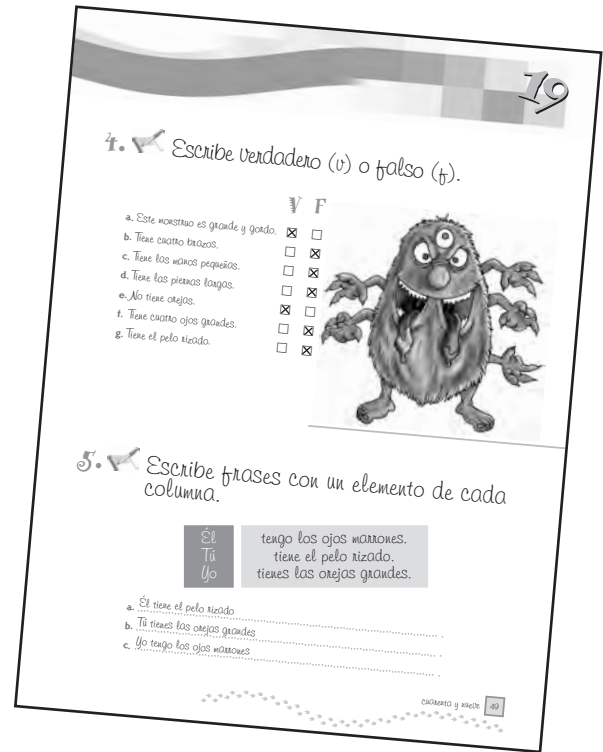 19
4. Escribe verdadero (v) o falso (f).
V F
a. Este monstruo es grande y gordo. ☒ ☐
b. Tiene cuatro brazos. ☐ ☒
c. Tiene las manos pequeñas. ☐ ☒
d. Tiene las piernas largas. ☐ ☒
e. No tiene orejas. ☒ ☐
f. Tiene cuatro ojos grandes. ☐ ☒
g. Tiene el pelo rizado. ☐ ☒
5. Escribe frases con un elemento de cada
columna.
Él tengo los ojos marrones.
Tú tiene el pelo rizado.
Yo tienes las orejas grandes.
a. Él tiene el pelo rizado.
b. Tú tienes las orejas grandes.
c. Yo tengo los ojos marrones.
cuarenta y nueve 49